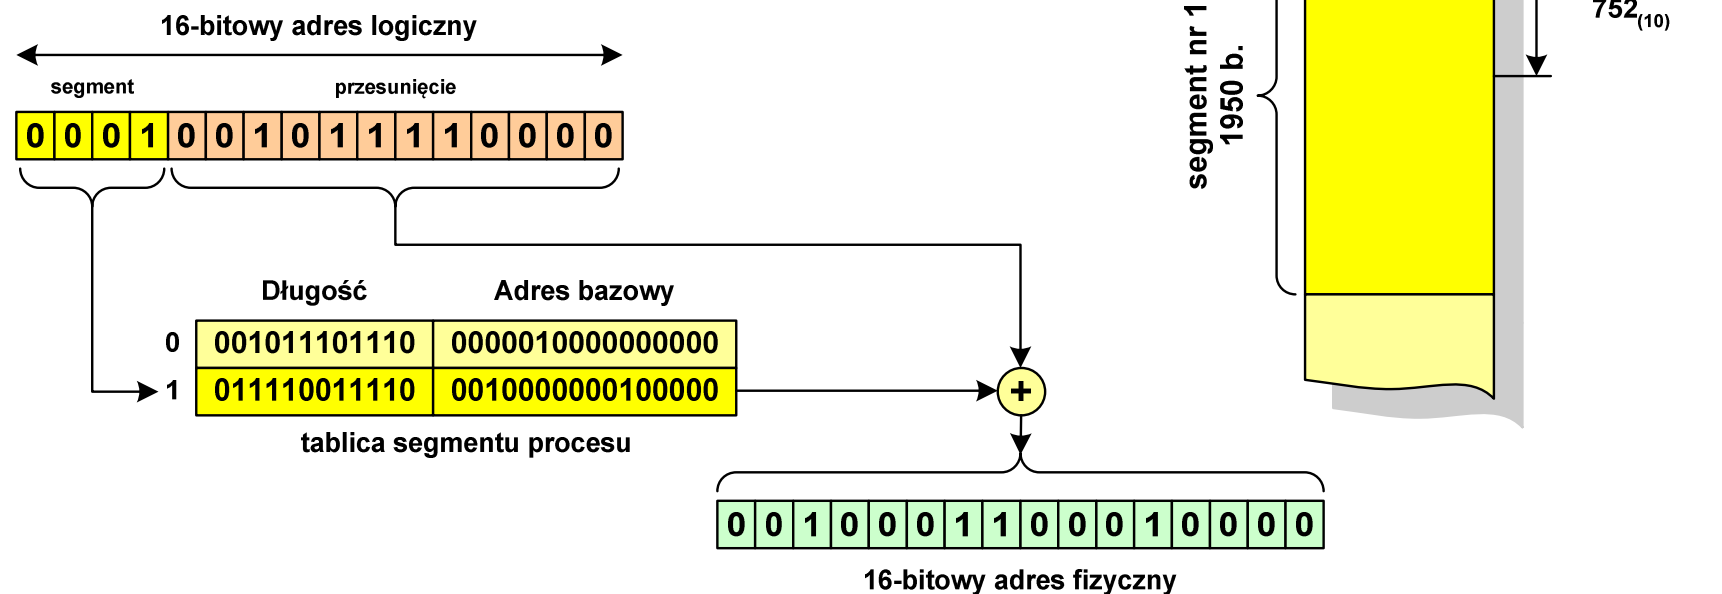 16-bitowy adres logiczny
segment przesunięcie
0 0 0 1 0 0 1 0 1 1 1 1 0 0 0 0
segment nr 1
1950 b.
752(10)
Długość Adres bazowy
0 001011101110 0000010000000000
1 011110011110 0010000000100000
+
tablica segmentu procesu
0 0 1 0 0 0 1 1 0 0 0 1 0 0 0 0
16-bitowy adres fizyczny